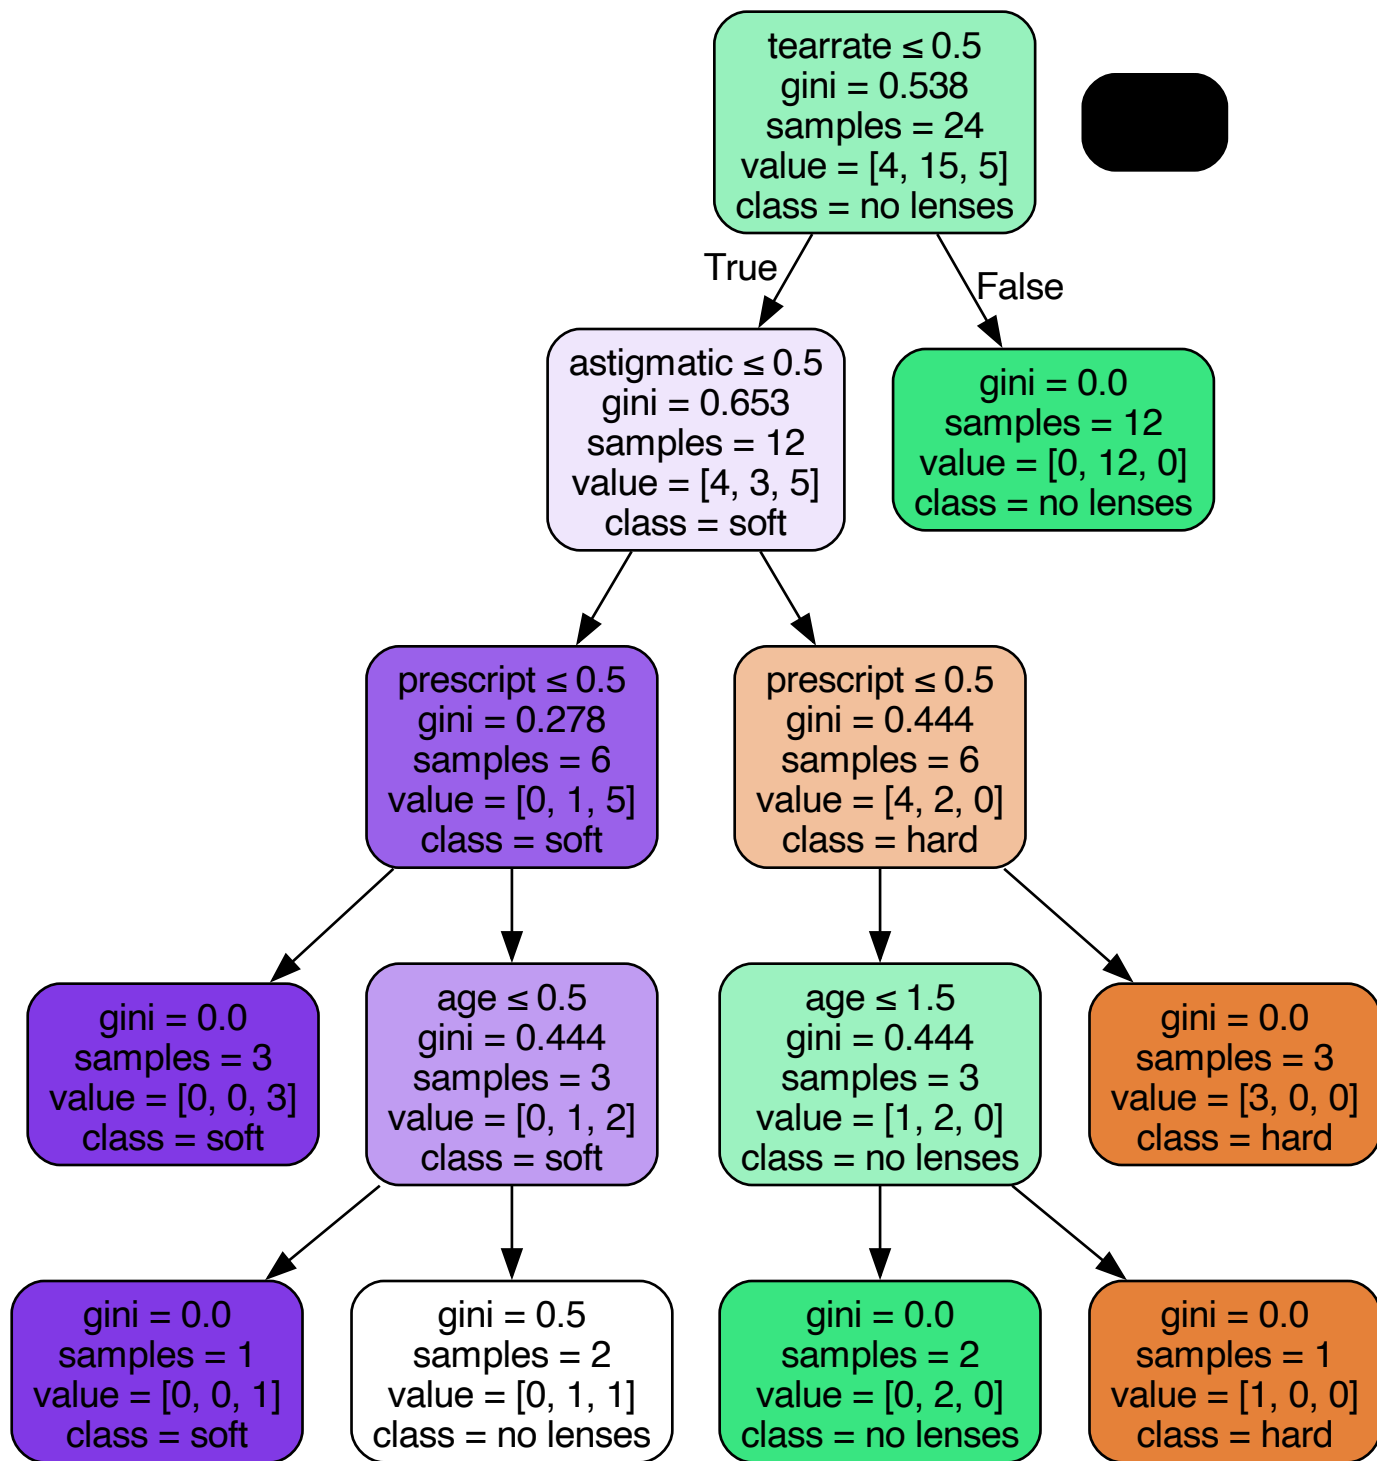 tearrate ≤ 0.5
gini = 0.538
samples = 24
value = [4, 15, 5]
class = no lenses
True
False
astigmatic ≤ 0.5
gini = 0.653
samples = 12
value = [4, 3, 5]
class = soft
gini = 0.0
samples = 12
value = [0, 12, 0]
class = no lenses
prescript ≤ 0.5
gini = 0.278
samples = 6
value = [0, 1, 5]
class = soft
prescript ≤ 0.5
gini = 0.444
samples = 6
value = [4, 2, 0]
class = hard
gini = 0.0
samples = 3
value = [0, 0, 3]
class = soft
age ≤ 0.5
gini = 0.444
samples = 3
value = [0, 1, 2]
class = soft
age ≤ 1.5
gini = 0.444
samples = 3
value = [1, 2, 0]
class = no lenses
gini = 0.0
samples = 3
value = [3, 0, 0]
class = hard
gini = 0.0
samples = 1
value = [0, 0, 1]
class = soft
gini = 0.5
samples = 2
value = [0, 1, 1]
class = no lenses
gini = 0.0
samples = 2
value = [0, 2, 0]
class = no lenses
gini = 0.0
samples = 1
value = [1, 0, 0]
class = hard